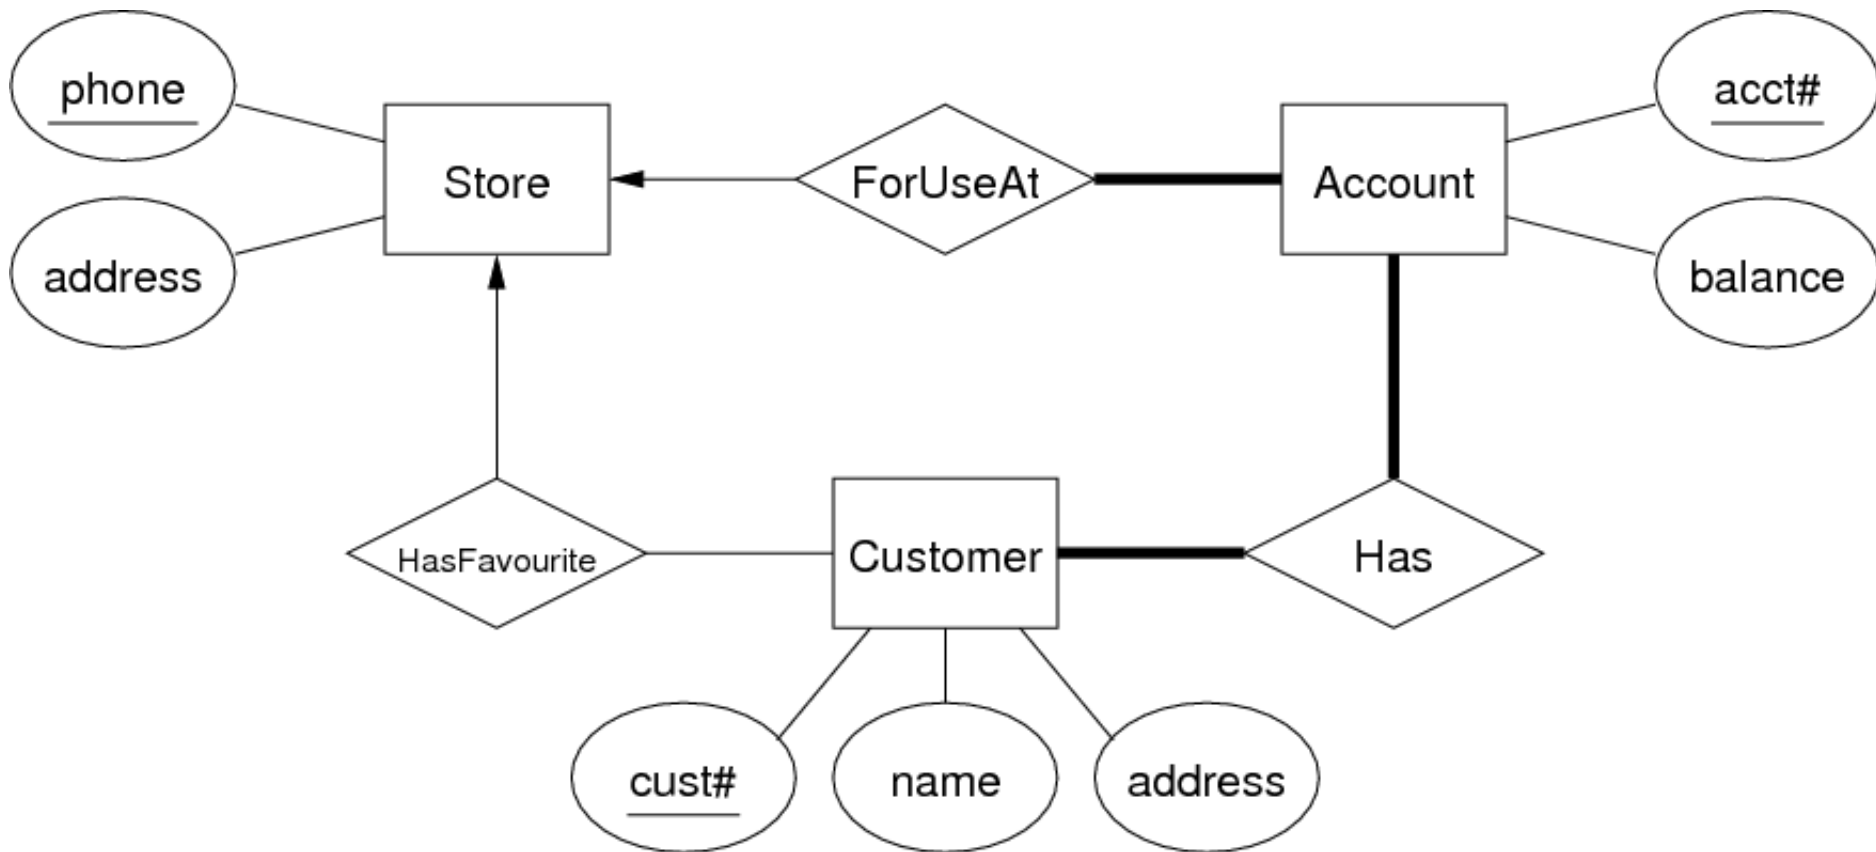 phone
acct#
Store
ForUseAt
Account
address
balance
HasFavourite
Customer
Has
cust#
name
address